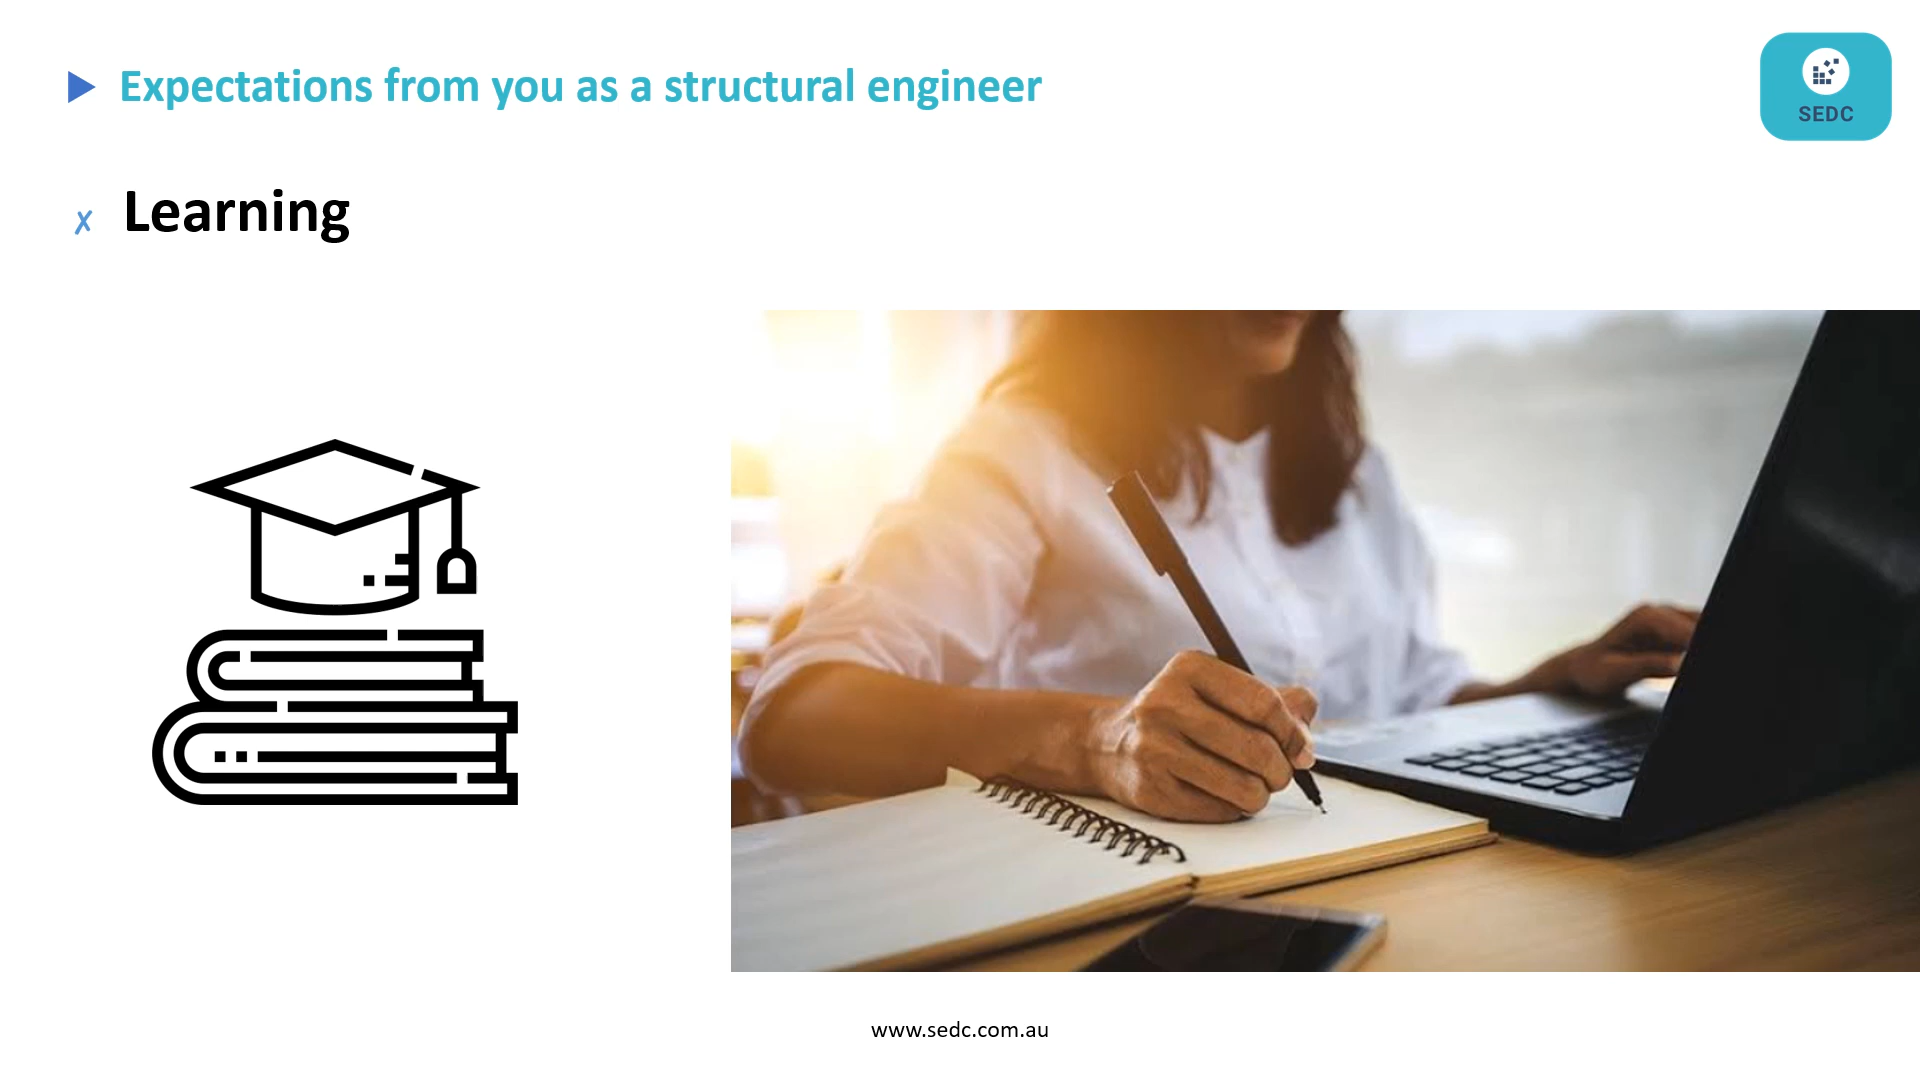 Expectations from you as a structural engineer
SEDC
Learning
www.sedc.com.au